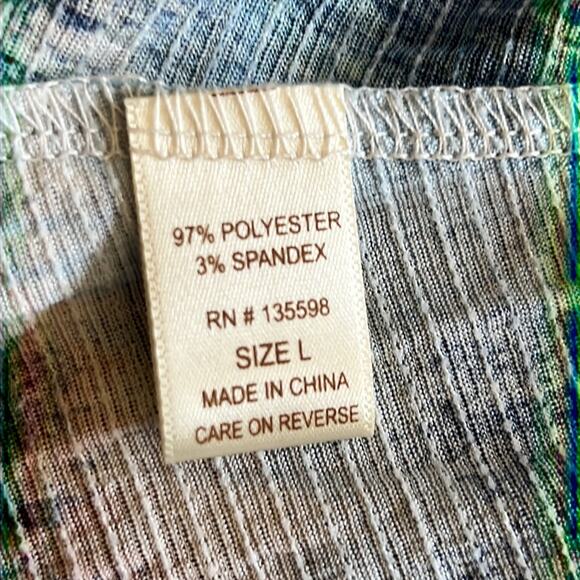 97% POLYESTER
3% SPANDEX
RN # 135598
SIZE L
MADE IN CHINA
CARE ON REVERSE